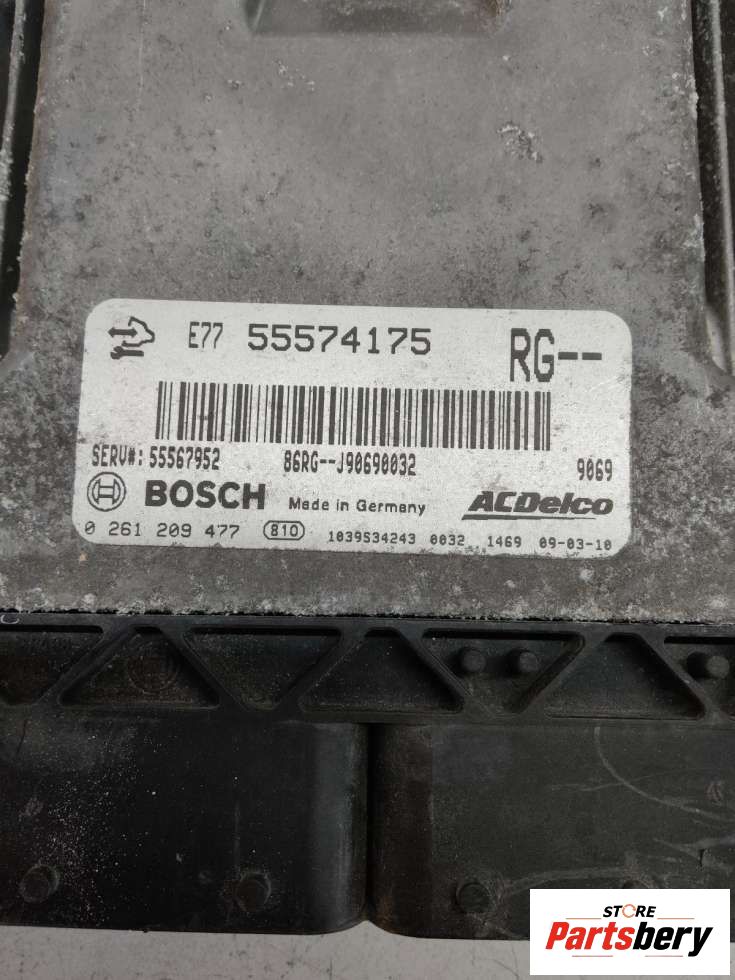 E77 55574175 RG--
SERV#: 55567952 86RG--J90690032 9069
BOSCH Made in Germany ACDelco
0 261 209 477 810 1039S34243 0032 1469 09-03-10
STORE
Partsbery